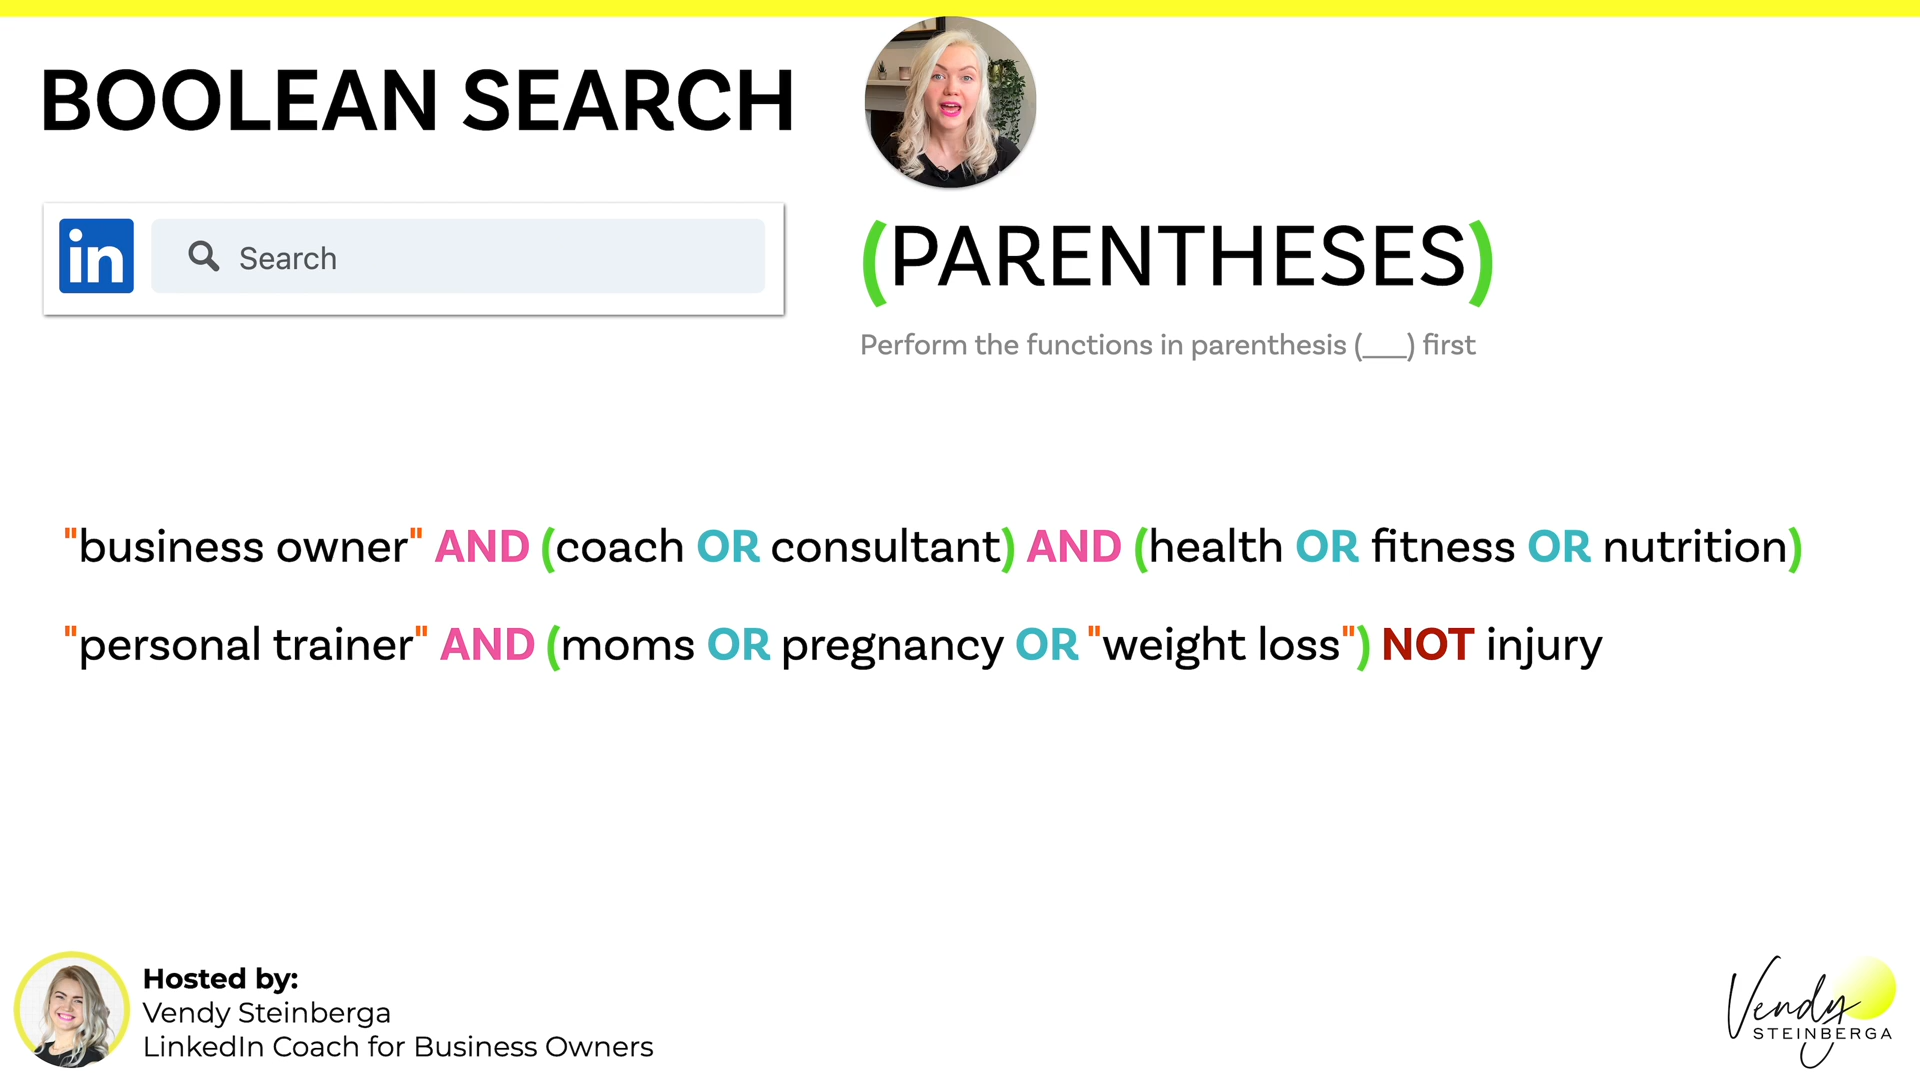 BOOLEAN SEARCH
in
Search
(PARENTHESES)
Perform the functions in parenthesis (___) first
"business owner" AND (coach OR consultant) AND (health OR fitness OR nutrition)
"personal trainer" AND (moms OR pregnancy OR "weight loss") NOT injury
Hosted by:
Vendy Steinberga
LinkedIn Coach for Business Owners
Vendy
STEINBERGA